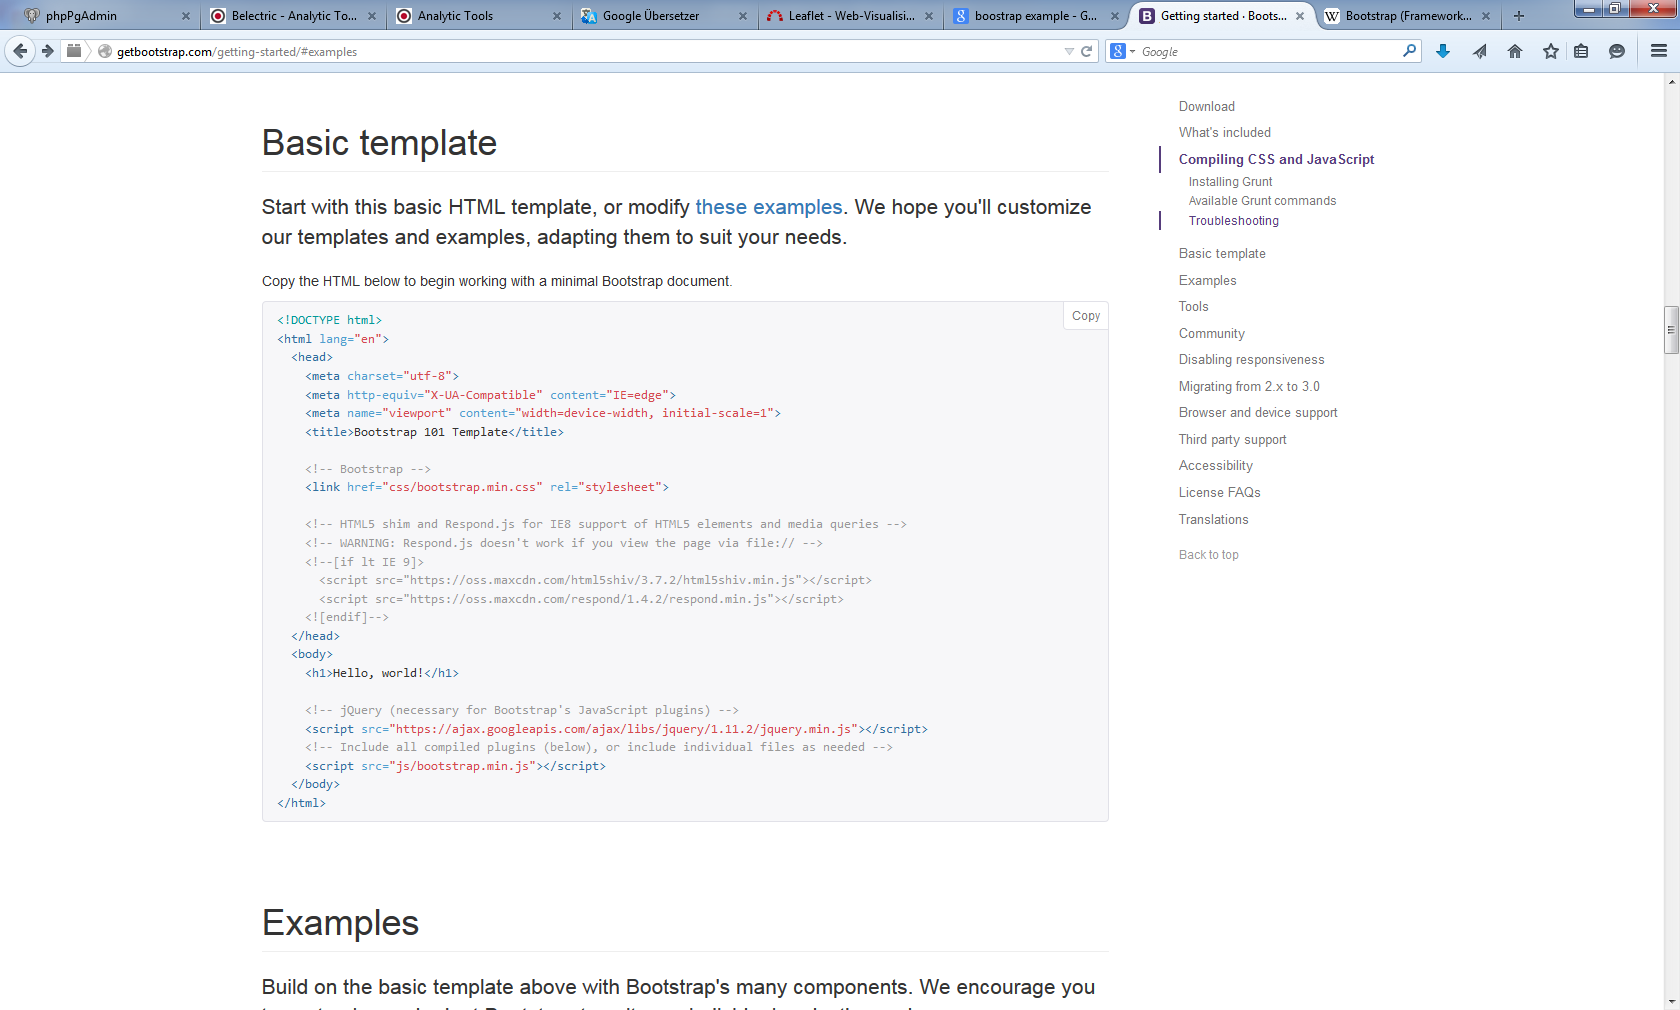 phpPgAdmin
Belectric - Analytic To...
Analytic Tools
Google Übersetzer
Leaflet - Web-Visualisi...
boostrap example - G...
Getting started · Boots...
Bootstrap (Framework...
getbootstrap.com/getting-started/#examples
Google
Basic template
Start with this basic HTML template, or modify these examples. We hope you'll customize
our templates and examples, adapting them to suit your needs.
Copy the HTML below to begin working with a minimal Bootstrap document.
Copy
<!DOCTYPE html>
<html lang="en">
  <head>
    <meta charset="utf-8">
    <meta http-equiv="X-UA-Compatible" content="IE=edge">
    <meta name="viewport" content="width=device-width, initial-scale=1">
    <title>Bootstrap 101 Template</title>
    <!-- Bootstrap -->
    <link href="css/bootstrap.min.css" rel="stylesheet">
    <!-- HTML5 shim and Respond.js for IE8 support of HTML5 elements and media queries -->
    <!-- WARNING: Respond.js doesn't work if you view the page via file:// -->
    <!--[if lt IE 9]>
      <script src="https://oss.maxcdn.com/html5shiv/3.7.2/html5shiv.min.js"></script>
      <script src="https://oss.maxcdn.com/respond/1.4.2/respond.min.js"></script>
    <![endif]-->
  </head>
  <body>
    <h1>Hello, world!</h1>
    <!-- jQuery (necessary for Bootstrap's JavaScript plugins) -->
    <script src="https://ajax.googleapis.com/ajax/libs/jquery/1.11.2/jquery.min.js"></script>
    <!-- Include all compiled plugins (below), or include individual files as needed -->
    <script src="js/bootstrap.min.js"></script>
  </body>
</html>
Examples
Build on the basic template above with Bootstrap's many components. We encourage you
Download
What's included
Compiling CSS and JavaScript
Installing Grunt
Available Grunt commands
Troubleshooting
Basic template
Examples
Tools
Community
Disabling responsiveness
Migrating from 2.x to 3.0
Browser and device support
Third party support
Accessibility
License FAQs
Translations
Back to top